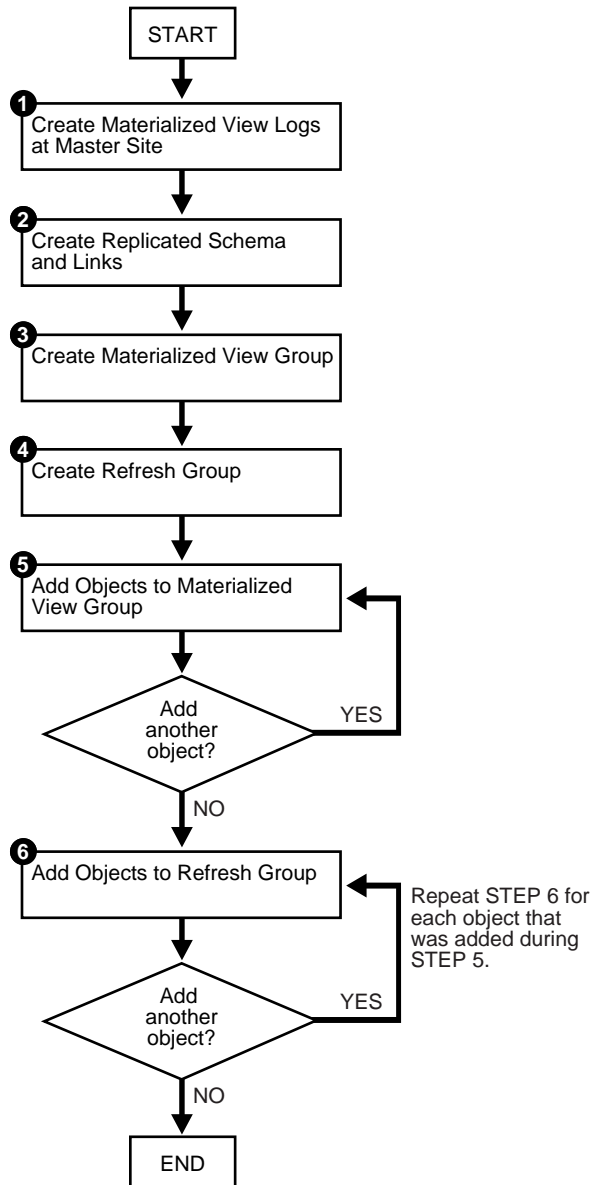 START
1
Create Materialized View Logs
at Master Site
2
Create Replicated Schema
and Links
3
Create Materialized View Group
4
Create Refresh Group
5
Add Objects to Materialized
View Group
Add
another
object?
YES
NO
6
Add Objects to Refresh Group
Repeat STEP 6 for
each object that
was added during
STEP 5.
Add
another
object?
YES
NO
END